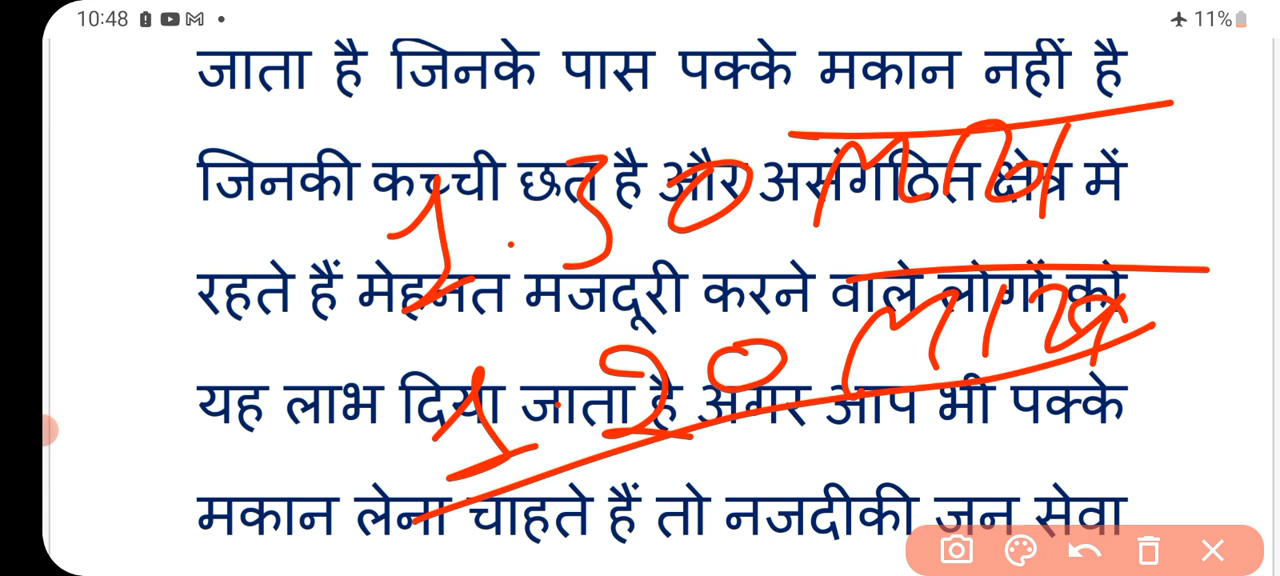 10:48
11%
जाता है जिनके पास पक्के मकान नहीं है
जिनकी कच्ची छत है और असंगठित क्षेत्र में
1.30 लाख
रहते हैं मेहनत मजदूरी करने वाले लोगों को
1.20 लाख
यह लाभ दिया जाता है अगर आप भी पक्के
मकान लेना चाहते हैं तो नजदीकी जन सेवा